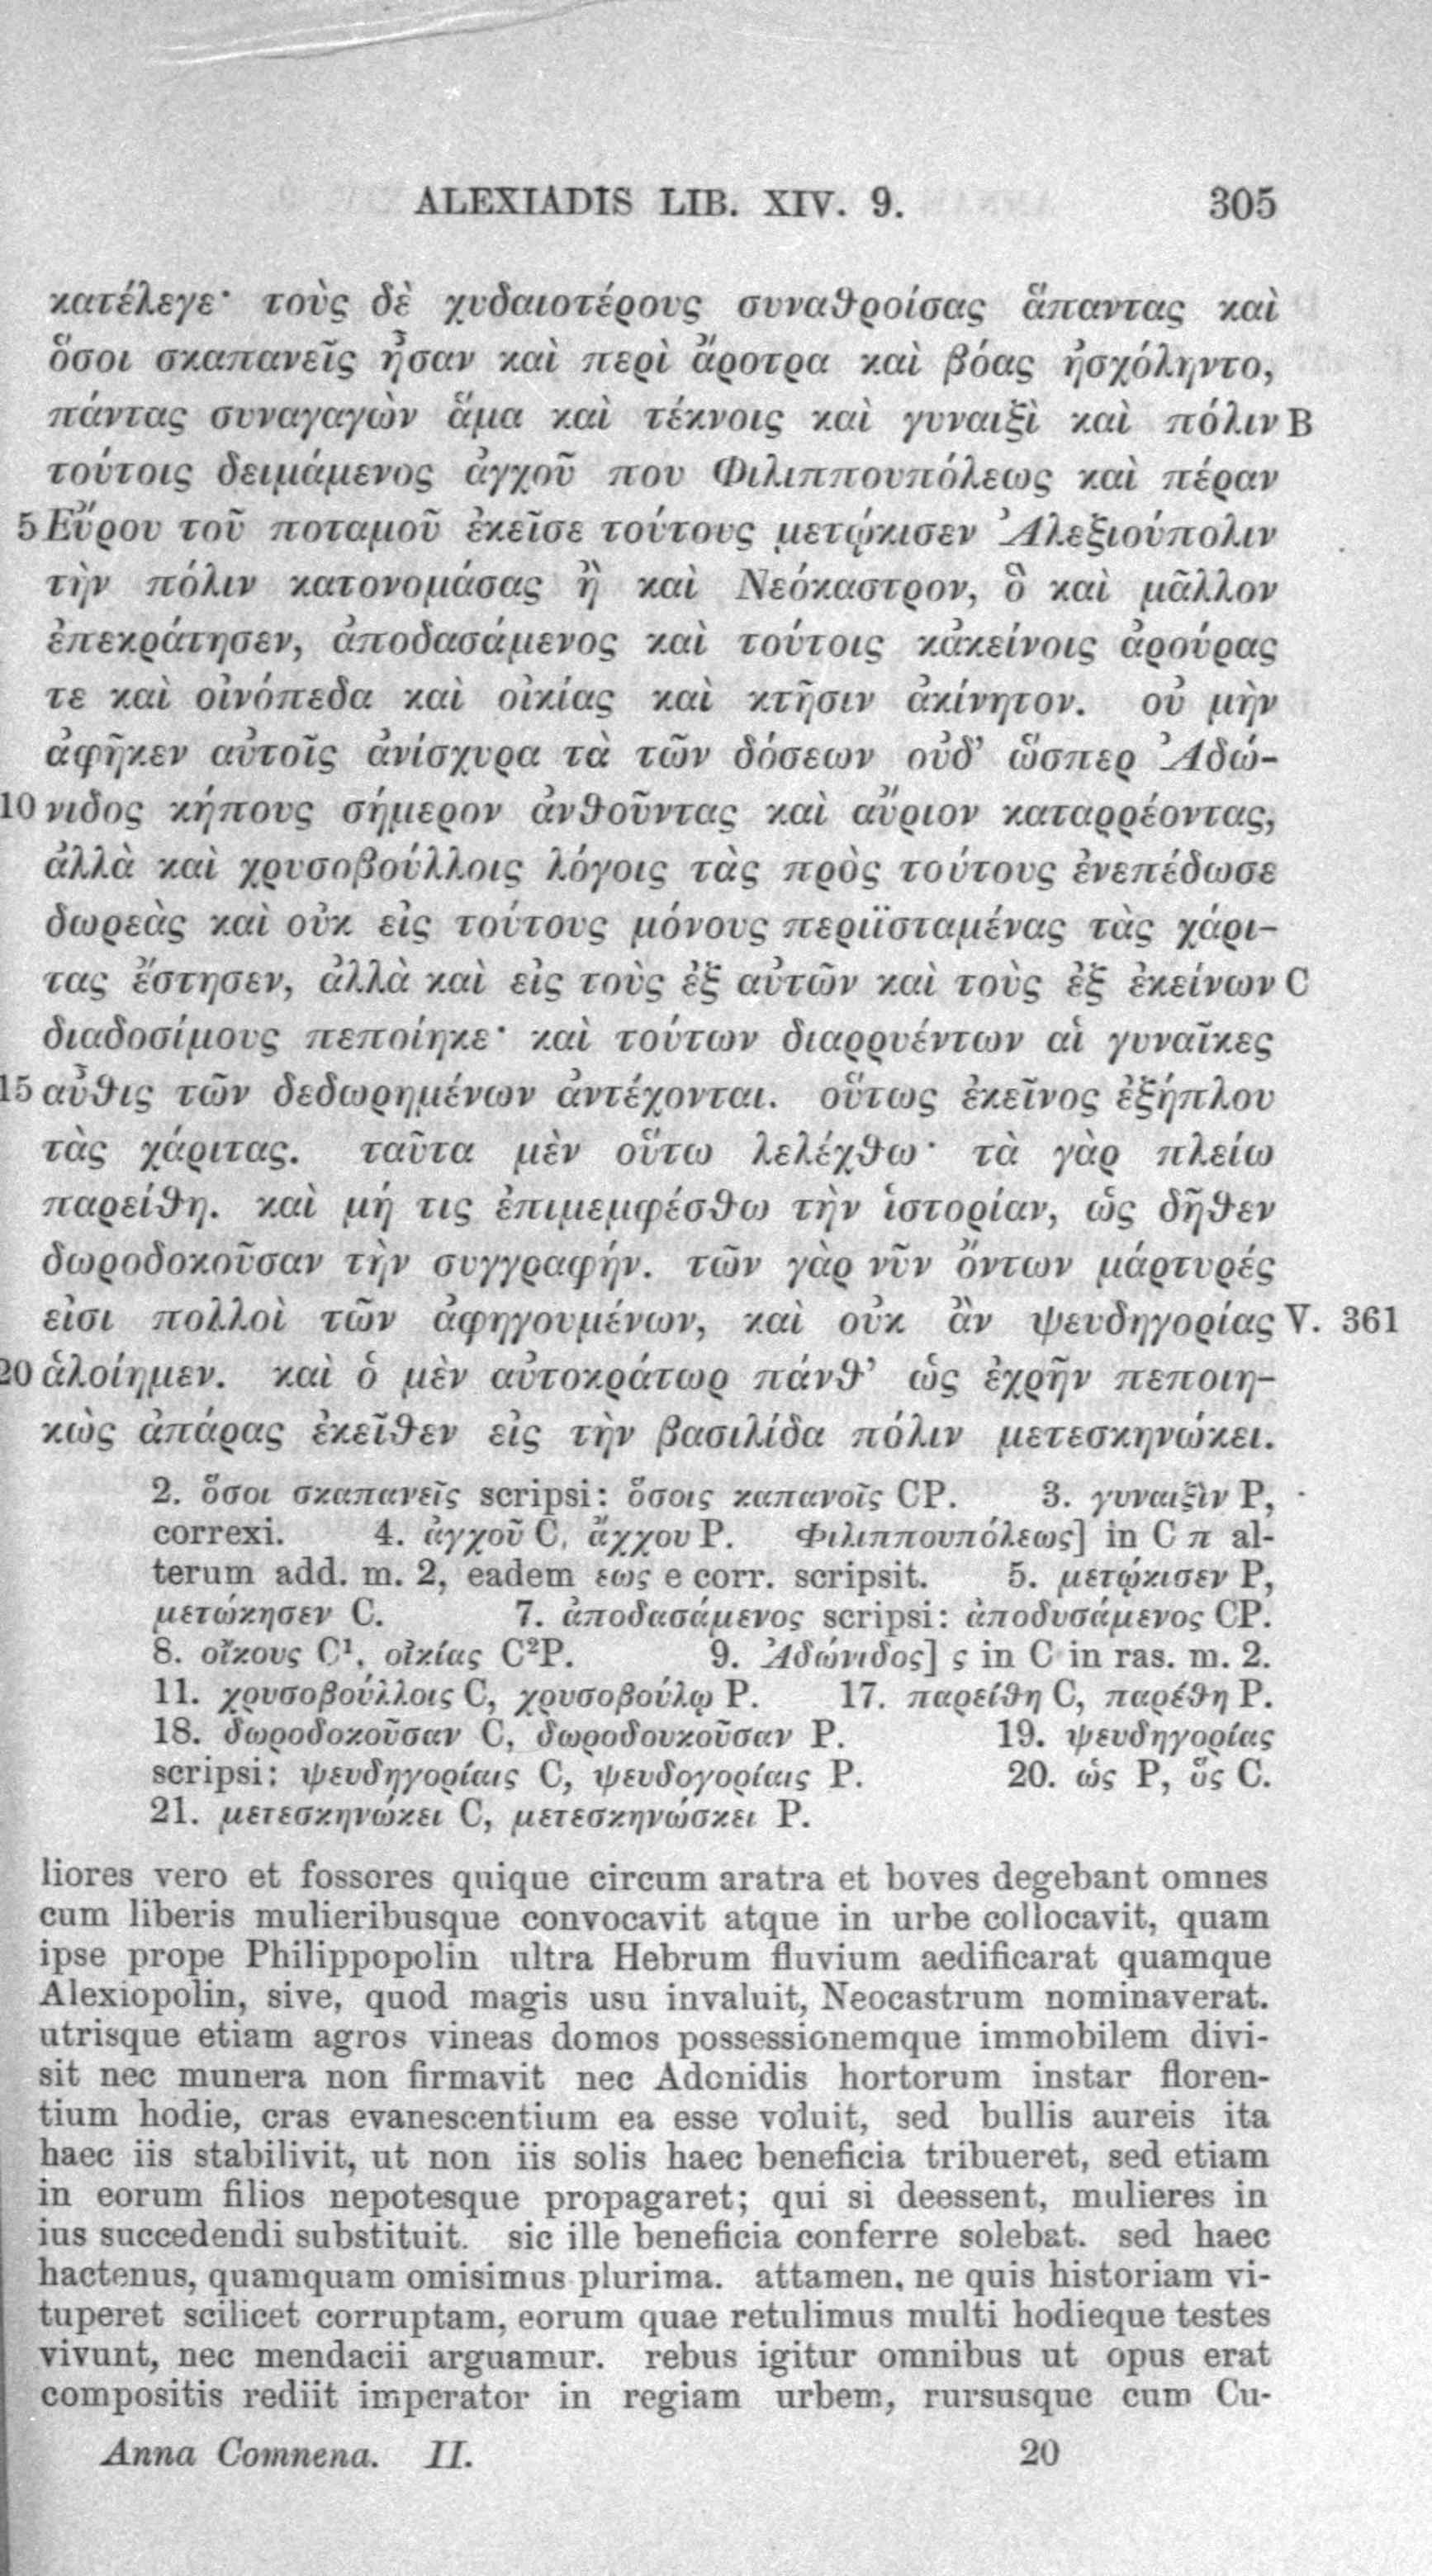 ALEXIADIS LIB. XIV. 9. 305
κατέλεγε· τοὺς δὲ χυδαιοτέρους συναθροίσας ἅπαντας καὶ
ὅσοι σκαπανεῖς ἦσαν καὶ περὶ ἄροτρα καὶ βόας ἠσχόληντο,
πάντας συναγαγὼν ἅμα καὶ τέκνοις καὶ γυναιξὶ καὶ πόλιν B
τούτοις δειμάμενος ἀγχοῦ που Φιλιππουπόλεως καὶ πέραν
5 Εὔρου τοῦ ποταμοῦ ἐκεῖσε τούτους μετῴκισεν Ἀλεξιούπολιν
τὴν πόλιν κατονομάσας ἢ καὶ Νεόκαστρον, ὃ καὶ μᾶλλον
ἐπεκράτησεν, ἀποδασάμενος καὶ τούτοις κἀκείνοις ἀρούρας
τε καὶ οἰνόπεδα καὶ οἰκίας καὶ κτῆσιν ἀκίνητον. οὐ μὴν
ἀφῆκεν αὐτοῖς ἀνίσχυρα τὰ τῶν δόσεων οὐδ’ ὥσπερ Ἀδώ-
10 νιδος κήπους σήμερον ἀνθοῦντας καὶ αὔριον καταρρέοντας,
ἀλλὰ καὶ χρυσοβούλλοις λόγοις τὰς πρὸς τούτους ἐνεπέδωσε
δωρεὰς καὶ οὐκ εἰς τούτους μόνους περιϊσταμένας τὰς χάρι-
τας ἔστησεν, ἀλλὰ καὶ εἰς τοὺς ἐξ αὐτῶν καὶ τοὺς ἐξ ἐκείνων C
διαδοσίμους πεποίηκε· καὶ τούτων διαρρυέντων αἱ γυναῖκες
15 αὖθις τῶν δεδωρημένων ἀντέχονται. οὕτως ἐκεῖνος ἐξήπλου
τὰς χάριτας. ταῦτα μὲν οὕτω λελέχθω· τὰ γὰρ πλείω
παρείθη. καὶ μή τις ἐπιμεμφέσθω τὴν ἱστορίαν, ὡς δῆθεν
δωροδοκοῦσαν τὴν συγγραφήν. τῶν γὰρ νῦν ὄντων μάρτυρές
εἰσι πολλοὶ τῶν ἀφηγουμένων, καὶ οὐκ ἂν ψευδηγορίας V. 361
20 ἁλοίημεν. καὶ ὁ μὲν αὐτοκράτωρ πάνθ’ ὡς ἐχρῆν πεποιη-
κὼς ἀπάρας ἐκεῖθεν εἰς τὴν βασιλίδα πόλιν μετεσκηνώκει.
2. ὅσοι σκαπανεῖς scripsi: ὅσοις καπανοῖς CP. 3. γυναιξὶν P,
correxi. 4. ἀγχοῦ C, ἄχχου P. Φιλιππουπόλεως] in C π al-
terum add. m. 2, eadem εως e corr. scripsit. 5. μετῴκισεν P,
μετώκησεν C. 7. ἀποδασάμενος scripsi: ἀποδυσάμενος CP.
8. οἴκους C¹, οἰκίας C²P. 9. Ἀδώνιδος] ς in C in ras. m. 2.
11. χρυσοβούλλοις C, χρυσοβούλῳ P. 17. παρείθη C, παρέθη P.
18. δωροδοκοῦσαν C, δωροδουκοῦσαν P. 19. ψευδηγορίας
scripsi: ψευδηγορίαις C, ψευδογορίαις P. 20. ὡς P, ὅς C.
21. μετεσκηνώκει C, μετεσκηνώσκει P.
liores vero et fossores quique circum aratra et boves degebant omnes
cum liberis mulieribusque convocavit atque in urbe collocavit, quam
ipse prope Philippopolin ultra Hebrum fluvium aedificarat quamque
Alexiopolin, sive, quod magis usu invaluit, Neocastrum nominaverat.
utrisque etiam agros vineas domos possessionemque immobilem divi-
sit nec munera non firmavit nec Adonidis hortorum instar floren-
tium hodie, cras evanescentium ea esse voluit, sed bullis aureis ita
haec iis stabilivit, ut non iis solis haec beneficia tribueret, sed etiam
in eorum filios nepotesque propagaret; qui si deessent, mulieres in
ius succedendi substituit. sic ille beneficia conferre solebat. sed haec
hactenus, quamquam omisimus plurima. attamen, ne quis historiam vi-
tuperet scilicet corruptam, eorum quae retulimus multi hodieque testes
vivunt, nec mendacii arguamur. rebus igitur omnibus ut opus erat
compositis rediit imperator in regiam urbem, rursusque cum Cu-
Anna Comnena. II. 20